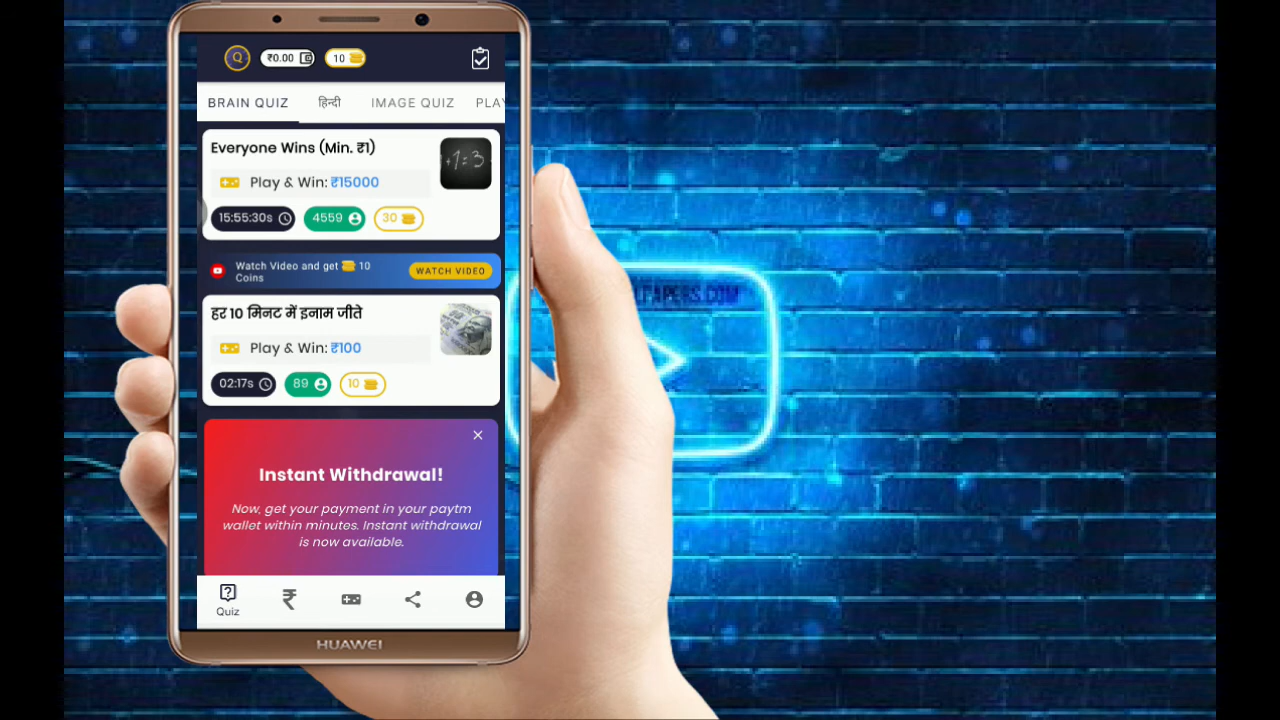 Q ₹0.00 10
BRAIN QUIZ हिन्दी IMAGE QUIZ PLAY
Everyone Wins (Min. ₹1)
+1=3
Play & Win: ₹15000
15:55:30s 4559 30
Watch Video and get 10
Coins
WATCH VIDEO
हर 10 मिनट में इनाम जीते
Play & Win: ₹100
02:17s 89 10
Instant Withdrawal!
Now, get your payment in your paytm
wallet within minutes. Instant withdrawal
is now available.
₹
Quiz
HUAWEI